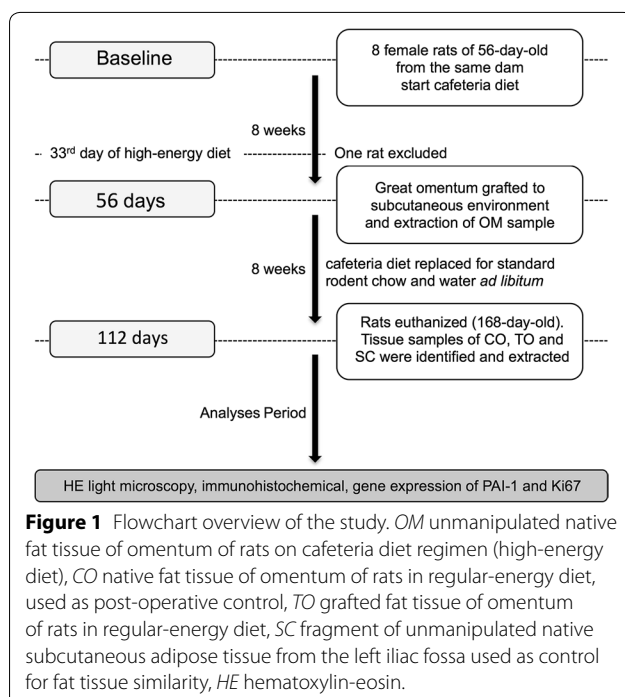 Baseline
8 female rats of 56-day-old
from the same dam
start cafeteria diet
8 weeks
33rd day of high-energy diet
One rat excluded
56 days
Great omentum grafted to
subcutaneous environment
and extraction of OM sample
8 weeks
cafeteria diet replaced for standard
rodent chow and water ad libitum
112 days
Rats euthanized (168-day-old).
Tissue samples of CO, TO and
SC were identified and extracted
Analyses Period
HE light microscopy, immunohistochemical, gene expression of PAI-1 and Ki67
Figure 1 Flowchart overview of the study. OM unmanipulated native
fat tissue of omentum of rats on cafeteria diet regimen (high-energy
diet), CO native fat tissue of omentum of rats in regular-energy diet,
used as post-operative control, TO grafted fat tissue of omentum
of rats in regular-energy diet, SC fragment of unmanipulated native
subcutaneous adipose tissue from the left iliac fossa used as control
for fat tissue similarity, HE hematoxylin-eosin.